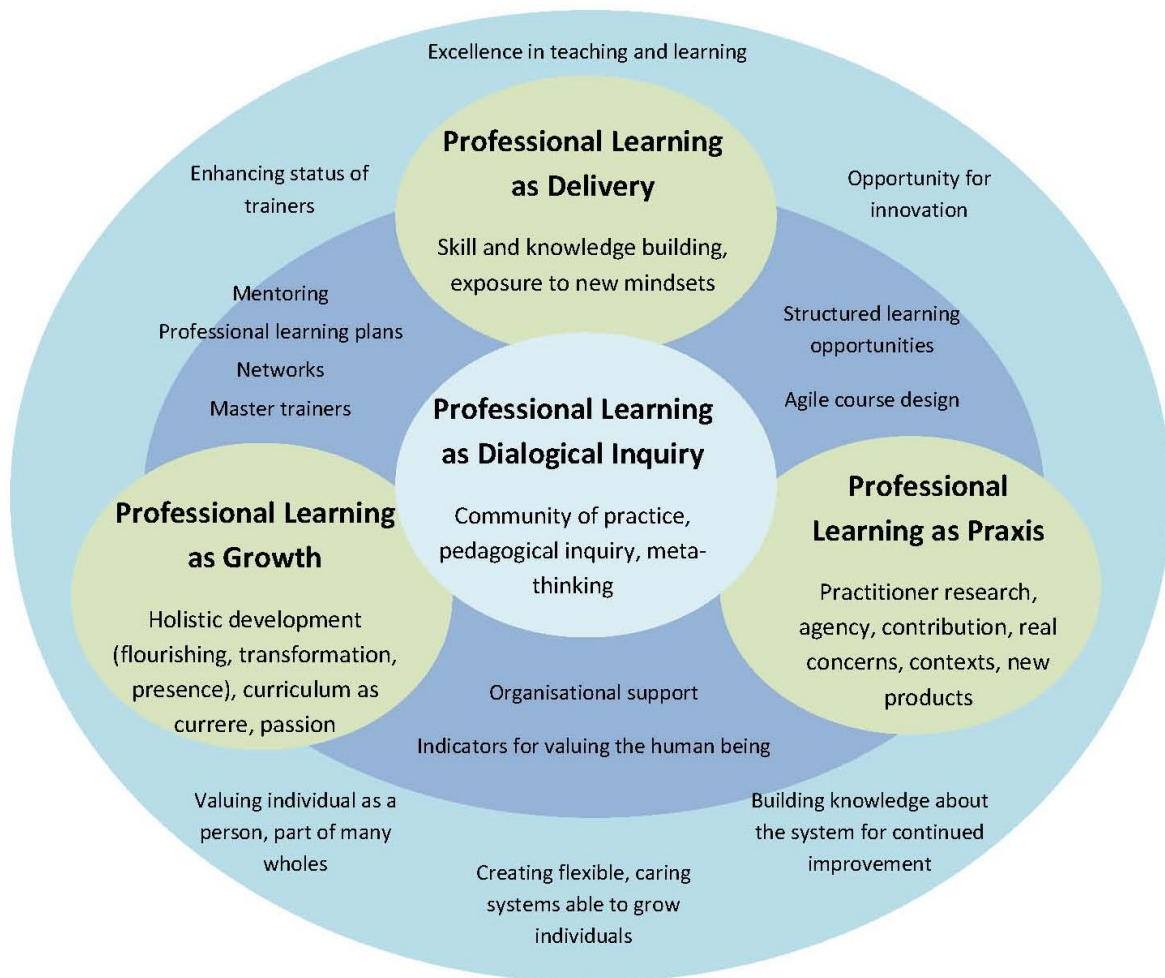 Excellence in teaching and learning
Professional Learning
as Delivery
Skill and knowledge building,
exposure to new mindsets
Enhancing status of
trainers
Opportunity for
innovation
Mentoring
Professional learning plans
Networks
Master trainers
Structured learning
opportunities
Agile course design
Professional Learning
as Dialogical Inquiry
Community of practice,
pedagogical inquiry, meta-
thinking
Professional Learning
as Growth
Holistic development
(flourishing, transformation,
presence), curriculum as
currere, passion
Professional
Learning as Praxis
Practitioner research,
agency, contribution, real
concerns, contexts, new
products
Organisational support
Indicators for valuing the human being
Valuing individual as a
person, part of many
wholes
Creating flexible, caring
systems able to grow
individuals
Building knowledge about
the system for continued
improvement